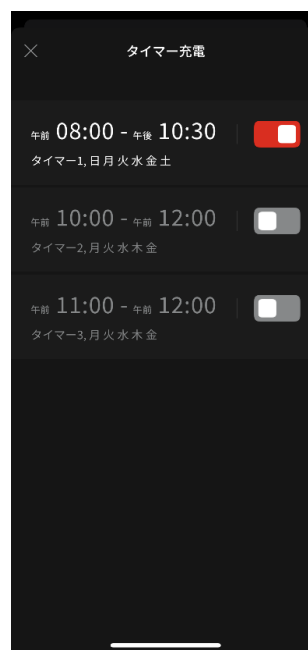 タイマー充電
午前 08:00 - 午後 10:30
タイマー1,日月火水金土
午前 10:00 - 午前 12:00
タイマー2,月火水木金
午前 11:00 - 午前 12:00
タイマー3,月火水木金